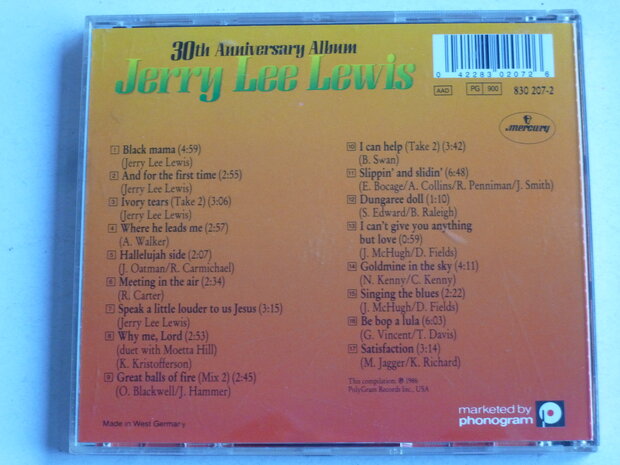 30th Anniversary Album
Jerry Lee Lewis
0 42283 02072 6
AAD PG 900 830 207-2
mercury
1 Black mama (4:59)
(Jerry Lee Lewis)
2 And for the first time (2:55)
(Jerry Lee Lewis)
3 Ivory tears (Take 2) (3:06)
(Jerry Lee Lewis)
4 Where he leads me (2:57)
(A. Walker)
5 Hallelujah side (2:07)
(J. Oatman/R. Carmichael)
6 Meeting in the air (2:34)
(R. Carter)
7 Speak a little louder to us Jesus (3:15)
(Jerry Lee Lewis)
8 Why me, Lord (2:53)
(duet with Moetta Hill)
(K. Kristofferson)
9 Great balls of fire (Mix 2) (2:45)
(O. Blackwell/J. Hammer)
10 I can help (Take 2) (3:42)
(B. Swan)
11 Slippin' and slidin' (6:48)
(E. Bocage/A. Collins/R. Penniman/J. Smith)
12 Dungaree doll (1:10)
(S. Edward/B. Raleigh)
13 I can't give you anything
but love (0:59)
(J. McHugh/D. Fields)
14 Goldmine in the sky (4:11)
(N. Kenny/C. Kenny)
15 Singing the blues (2:22)
(J. McHugh/D. Fields)
16 Be bop a lula (6:03)
(G. Vincent/T. Davis)
17 Satisfaction (3:14)
(M. Jagger/K. Richard)
This compilation: ℗ 1986
PolyGram Records Inc., USA
Made in West Germany
marketed by
phonogram